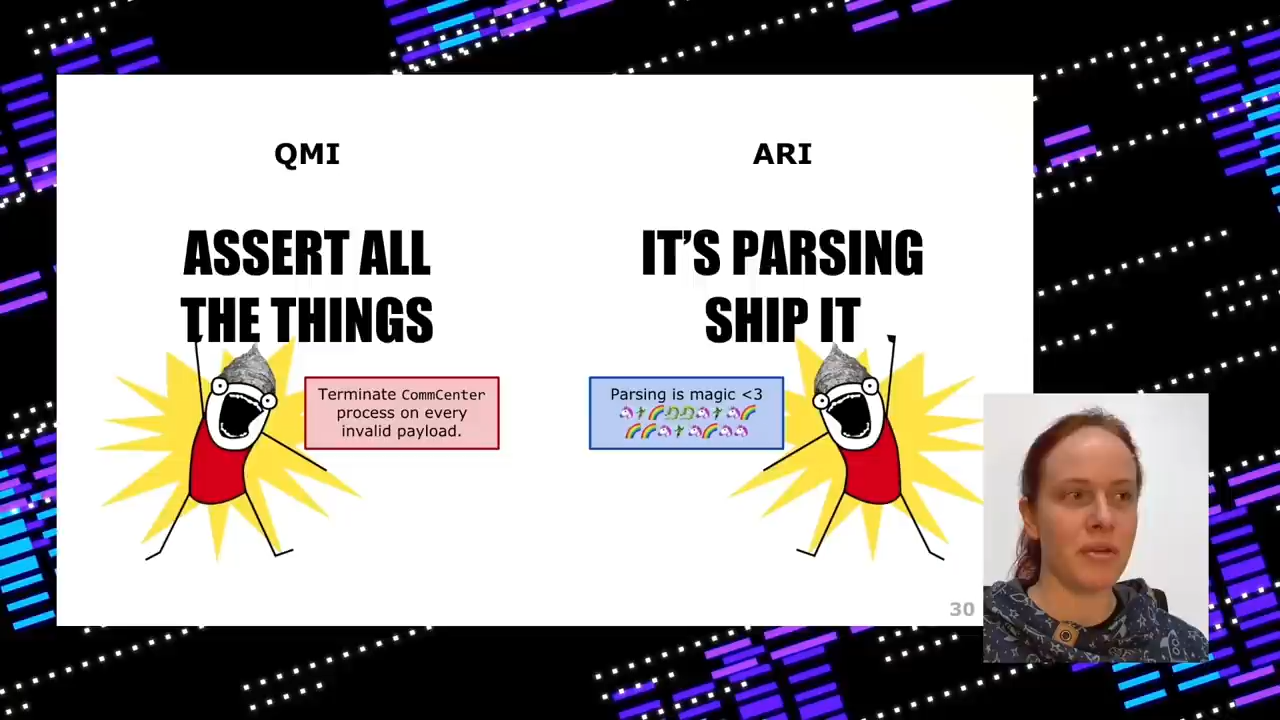 QMI
ASSERT ALL
THE THINGS
Terminate CommCenter
process on every
invalid payload.
ARI
IT'S PARSING
SHIP IT
Parsing is magic <3
30